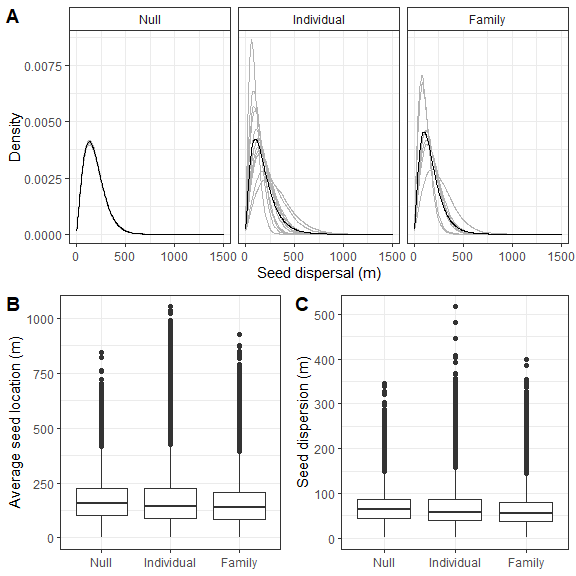 A
Null Individual Family
Density
0.0075
0.0050
0.0025
0.0000
0 500 1000 1500 0 500 1000 1500 0 500 1000 1500
Seed dispersal (m)
B
Average seed location (m)
1000
750
500
250
0
Null Individual Family
C
Seed dispersion (m)
500
400
300
200
100
0
Null Individual Family